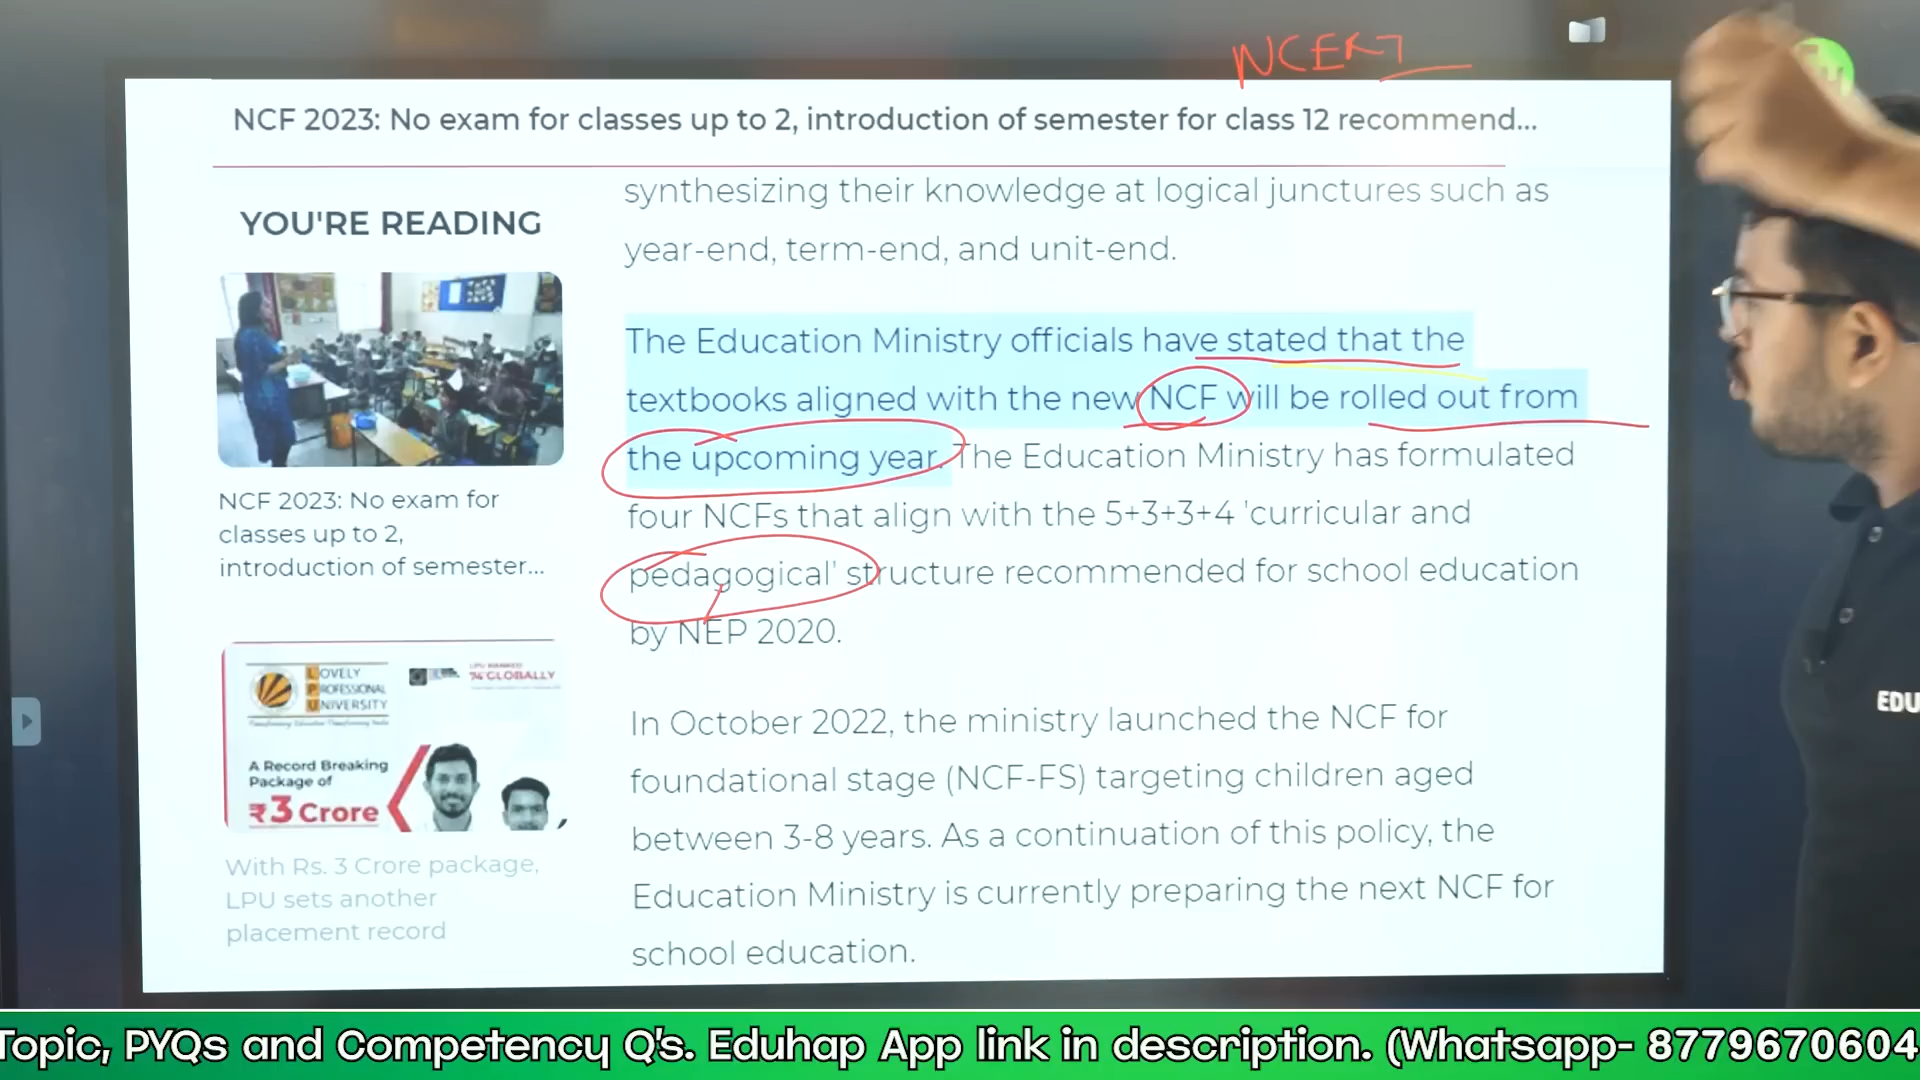 NCERT
NCF 2023: No exam for classes up to 2, introduction of semester for class 12 recommend...
synthesizing their knowledge at logical junctures such as
year-end, term-end, and unit-end.
YOU'RE READING
The Education Ministry officials have stated that the
textbooks aligned with the new NCF will be rolled out from
the upcoming year. The Education Ministry has formulated
four NCFs that align with the 5+3+3+4 'curricular and
pedagogical' structure recommended for school education
by NEP 2020.
NCF 2023: No exam for
classes up to 2,
introduction of semester...
LOVELY
PROFESSIONAL
UNIVERSITY
LPU RANKED
74 GLOBALLY
A Record Breaking
Package of
₹3 Crore
With Rs. 3 Crore package,
LPU sets another
placement record
In October 2022, the ministry launched the NCF for
foundational stage (NCF-FS) targeting children aged
between 3-8 years. As a continuation of this policy, the
Education Ministry is currently preparing the next NCF for
school education.
EDU
Topic, PYQs and Competency Q's. Eduhap App link in description. (Whatsapp- 8779670604